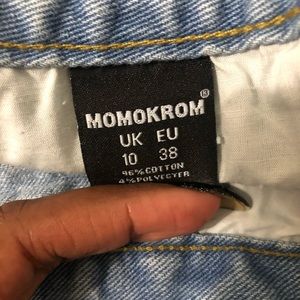 MOMOKROM®
UK EU
10 38
96% COTTON
4% POLYESTER